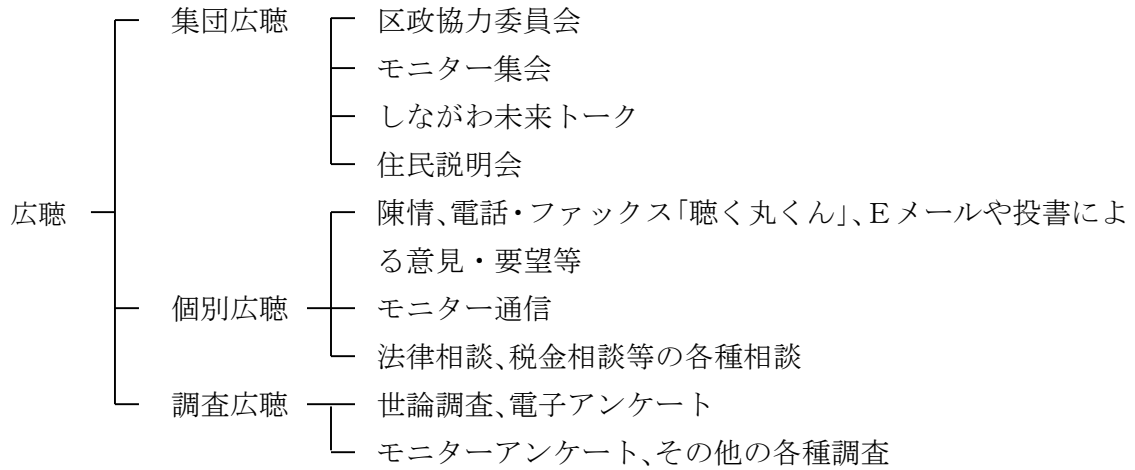 集団広聴 区政協力委員会
モニター集会
しながわ未来トーク
住民説明会
広聴 陳情、電話・ファックス「聴く丸くん」、Eメールや投書によ
る意見・要望等
個別広聴 モニター通信
法律相談、税金相談等の各種相談
調査広聴 世論調査、電子アンケート
モニターアンケート、その他の各種調査